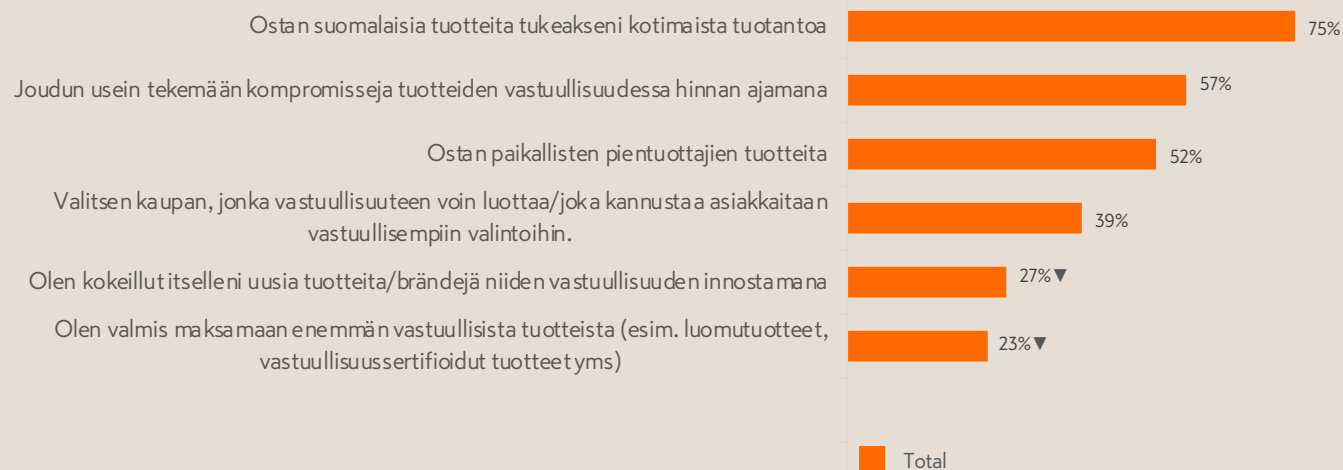 Ostan suomalaisia tuotteita tukeakseni kotimaista tuotantoa
75%
Joudun usein tekemään kompromisseja tuotteiden vastuullisuudessa hinnan ajamana
57%
Ostan paikallisten pientuottajien tuotteita
52%
Valitsen kaupan, jonka vastuullisuuteen voin luottaa/joka kannustaa asiakkaitaan
vastuullisempiin valintoihin.
39%
Olen kokeillut itselleni uusia tuotteita/brändejä niiden vastuullisuuden innostamana
27%▼
Olen valmis maksamaan enemmän vastuullisista tuotteista (esim. luomutuotteet,
vastuullisuussertifioidut tuotteet yms)
23%▼
Total